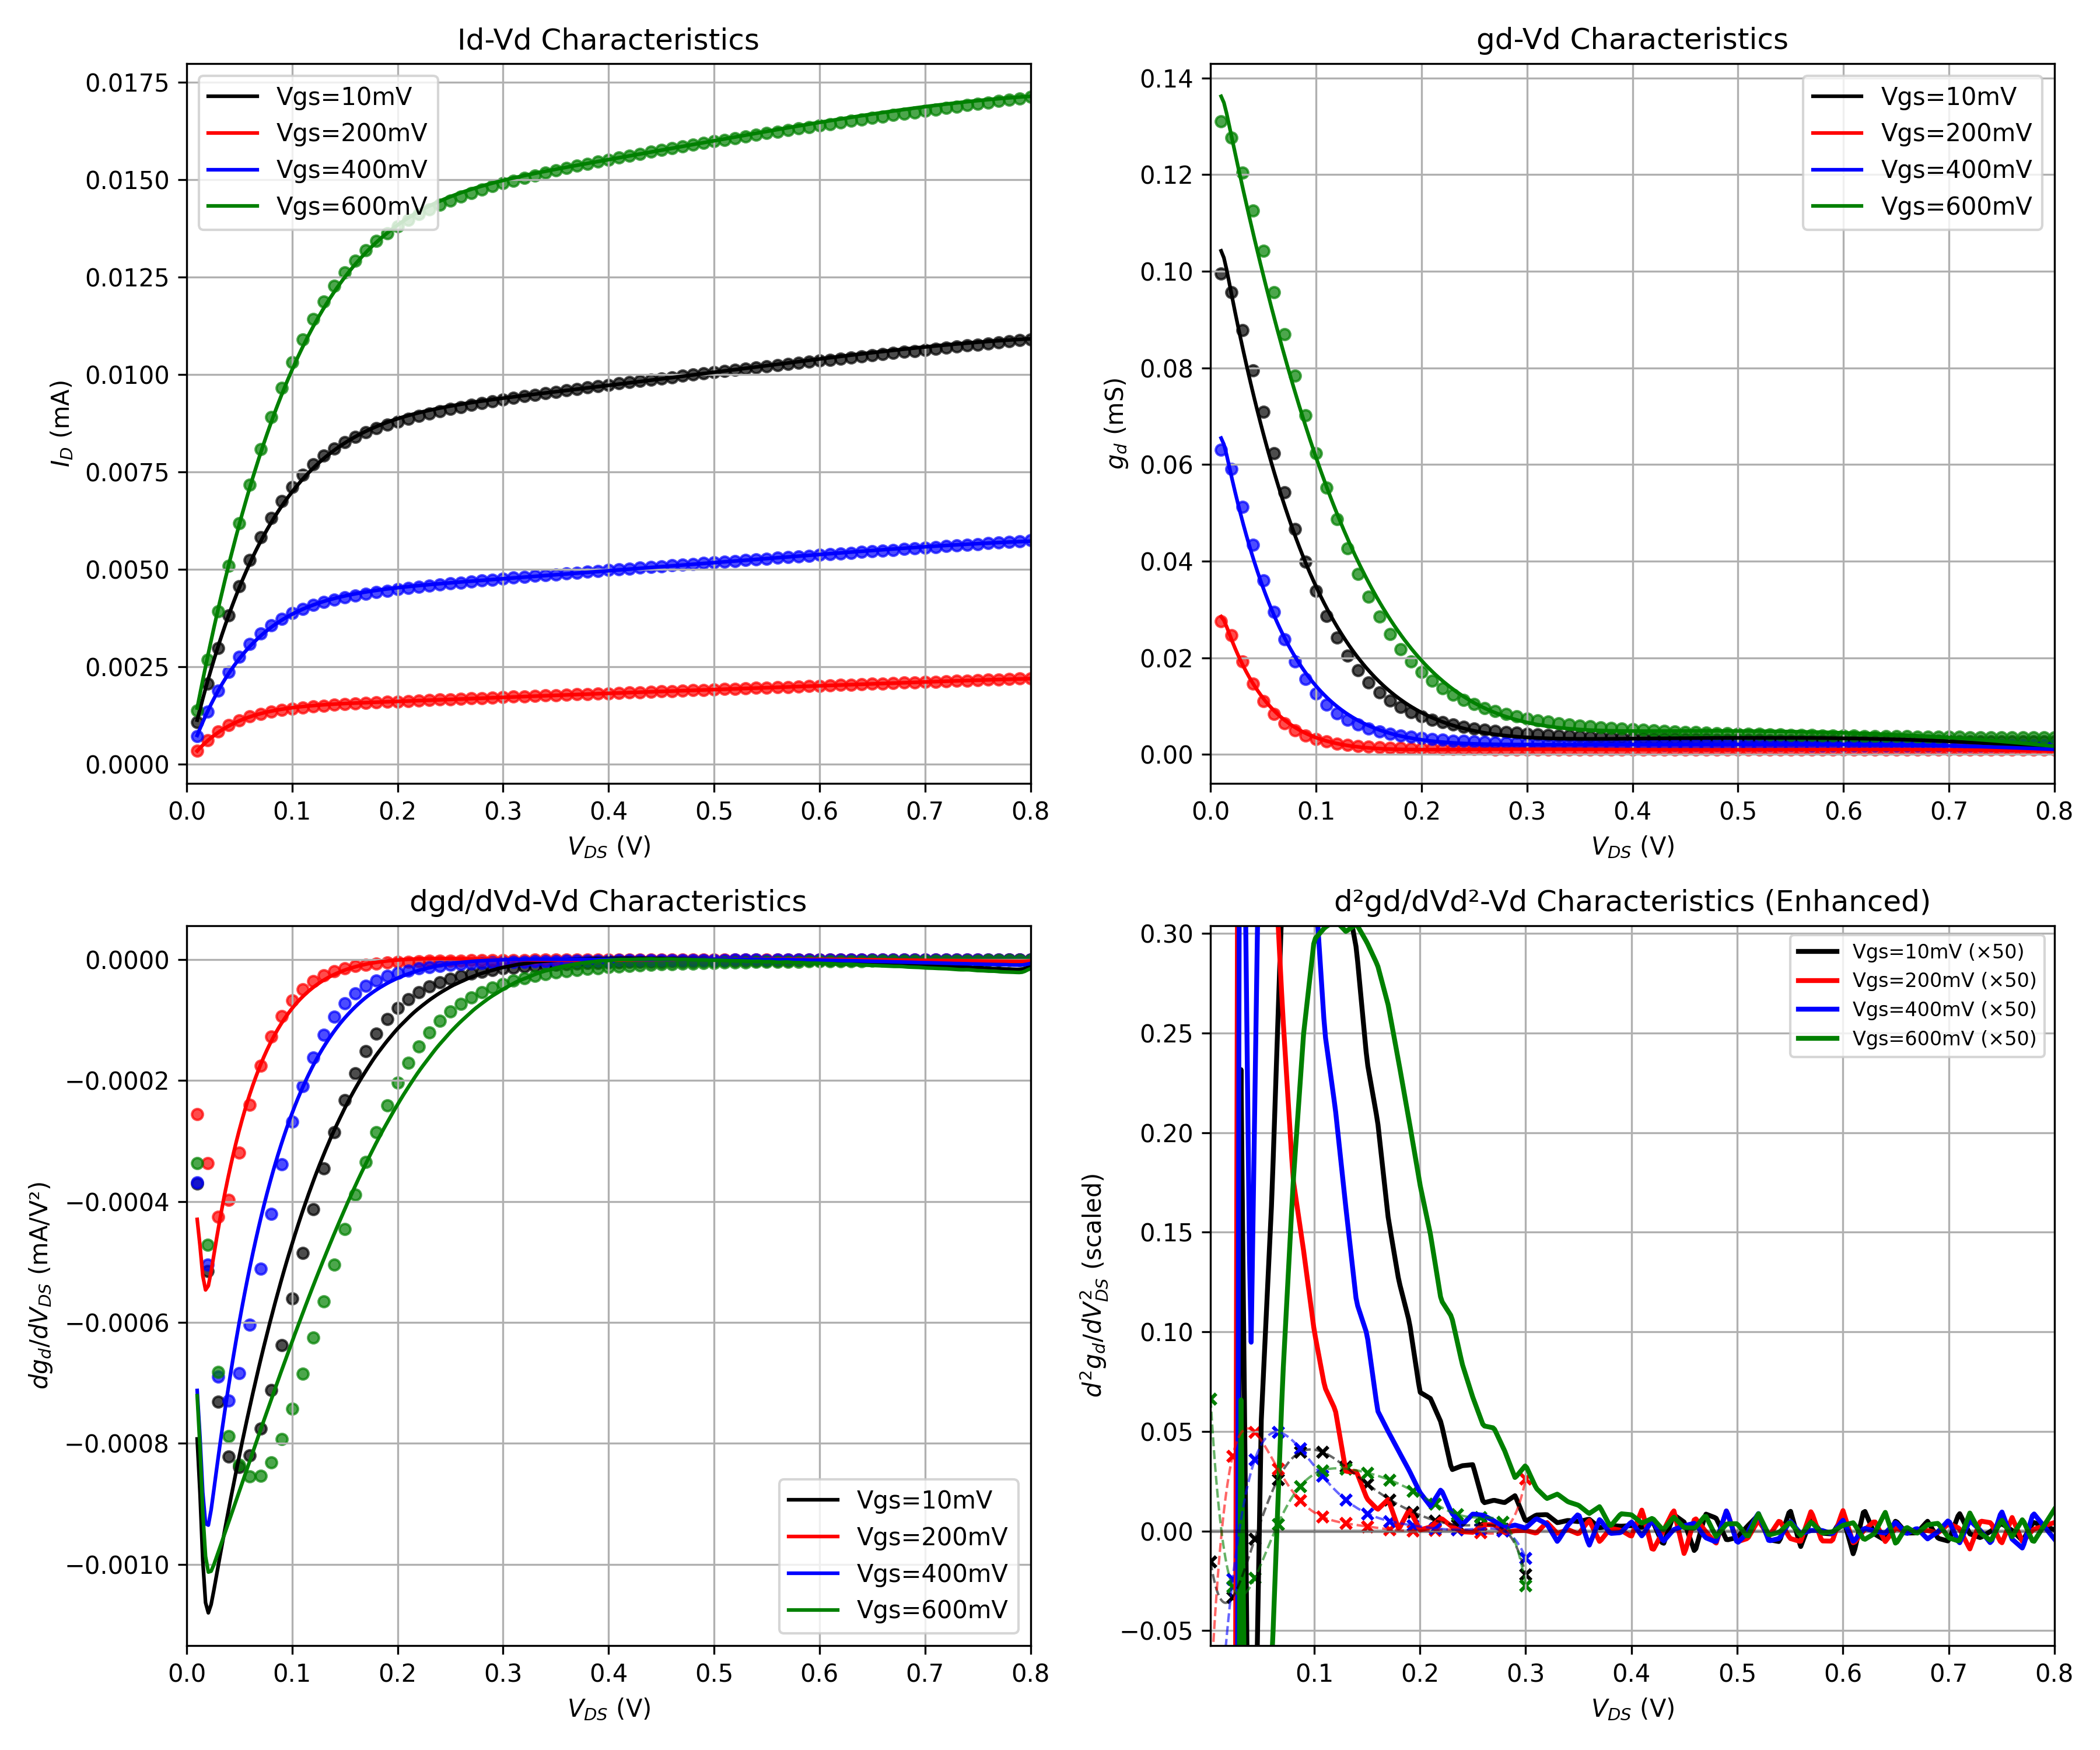 Id-Vd Characteristics
0.0175
0.0150
0.0125
0.0100
0.0075
0.0050
0.0025
0.0000
I_D (mA)
Vgs=10mV
Vgs=200mV
Vgs=400mV
Vgs=600mV
0.0 0.1 0.2 0.3 0.4 0.5 0.6 0.7 0.8
V_DS (V)
gd-Vd Characteristics
0.14
0.12
0.10
0.08
0.06
0.04
0.02
0.00
g_d (mS)
Vgs=10mV
Vgs=200mV
Vgs=400mV
Vgs=600mV
0.0 0.1 0.2 0.3 0.4 0.5 0.6 0.7 0.8
V_DS (V)
dgd/dVd-Vd Characteristics
0.0000
−0.0002
−0.0004
−0.0006
−0.0008
−0.0010
dg_d/dV_DS (mA/V²)
Vgs=10mV
Vgs=200mV
Vgs=400mV
Vgs=600mV
0.0 0.1 0.2 0.3 0.4 0.5 0.6 0.7 0.8
V_DS (V)
d²gd/dVd²-Vd Characteristics (Enhanced)
0.30
0.25
0.20
0.15
0.10
0.05
0.00
−0.05
d²g_d/dV²_DS (scaled)
Vgs=10mV (×50)
Vgs=200mV (×50)
Vgs=400mV (×50)
Vgs=600mV (×50)
0.1 0.2 0.3 0.4 0.5 0.6 0.7 0.8
V_DS (V)